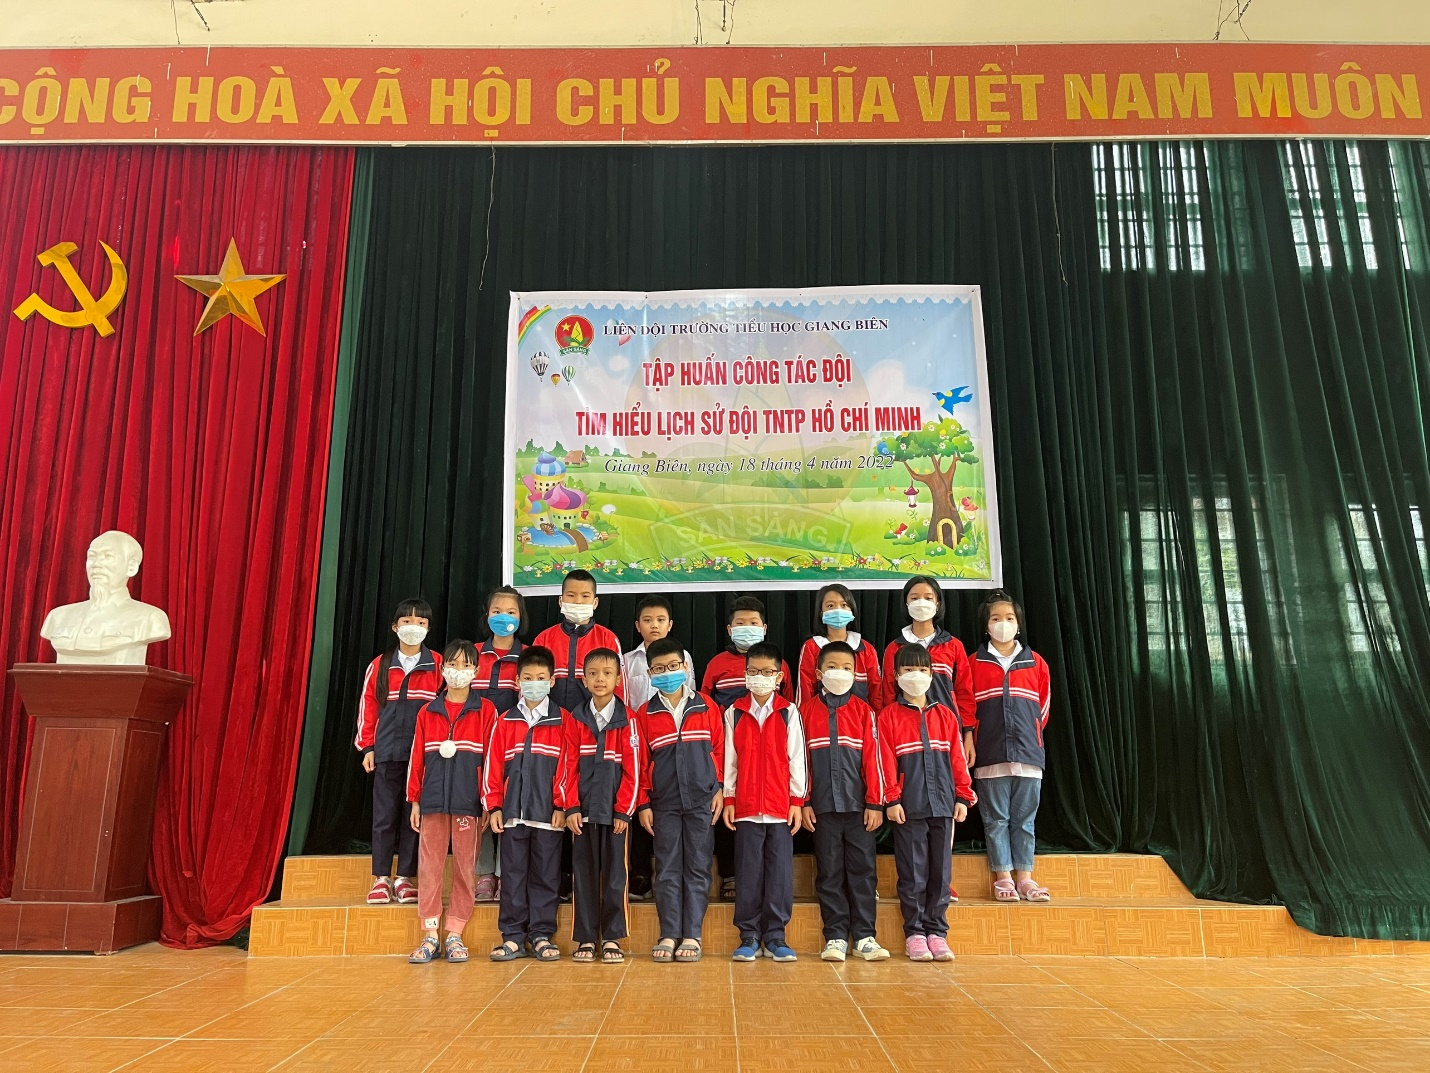 CỘNG HOÀ XÃ HỘI CHỦ NGHĨA VIỆT NAM MUÔN
LIÊN ĐỘI TRƯỜNG TIỂU HỌC GIANG BIÊN
SẴN SÀNG
TẬP HUẤN CÔNG TÁC ĐỘI
TÌM HIỂU LỊCH SỬ ĐỘI TNTP HỒ CHÍ MINH
Giang Biên, ngày 18 tháng 4 năm 2022
SẴN SÀNG